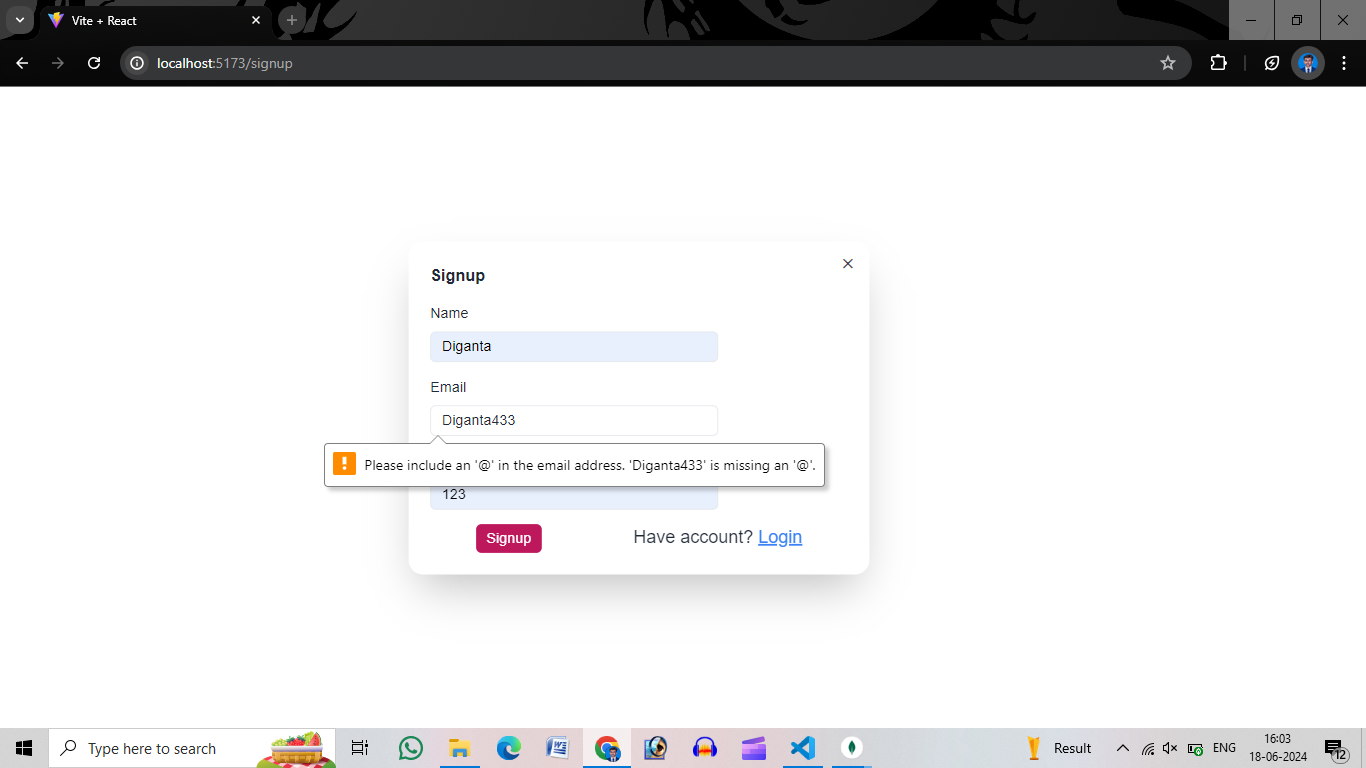 Vite + React
localhost:5173/signup
Signup
Name
Diganta
Email
Diganta433
Please include an '@' in the email address. 'Diganta433' is missing an '@'.
123
Signup
Have account? Login
Type here to search
Result
ENG
16:03
18-06-2024
12